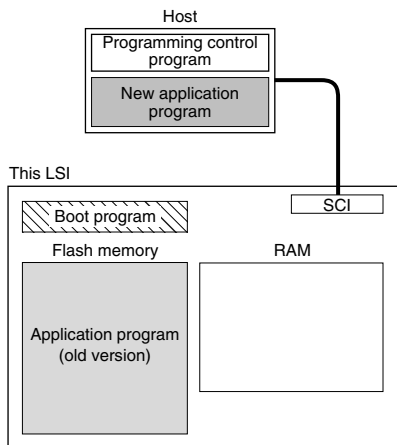 Host
Programming control
program
New application
program
This LSI
SCI
Boot program
Flash memory
RAM
Application program
(old version)